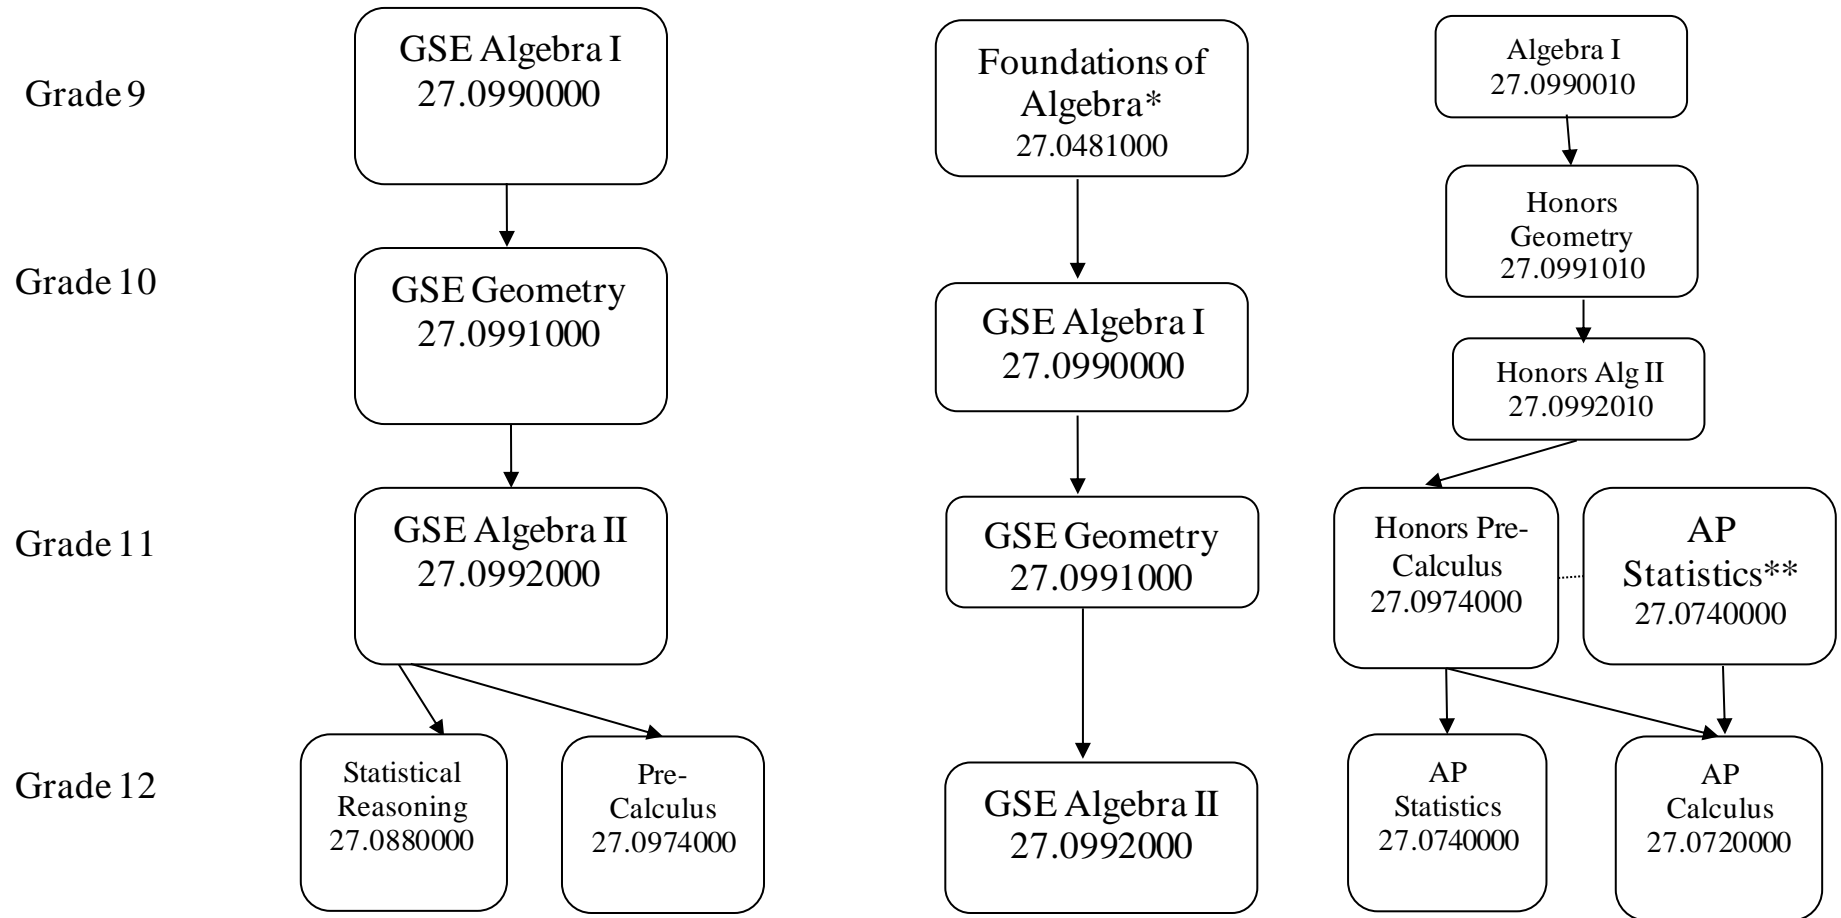 Grade 9
GSE Algebra I
27.0990000
Foundations of
Algebra*
27.0481000
Algebra I
27.0990010
Honors
Geometry
27.0991010
Grade 10
GSE Geometry
27.0991000
GSE Algebra I
27.0990000
Honors Alg II
27.0992010
Grade 11
GSE Algebra II
27.0992000
GSE Geometry
27.0991000
Honors Pre-
Calculus
27.0974000
AP
Statistics**
27.0740000
Grade 12
Statistical
Reasoning
27.0880000
Pre-
Calculus
27.0974000
GSE Algebra II
27.0992000
AP
Statistics
27.0740000
AP
Calculus
27.0720000